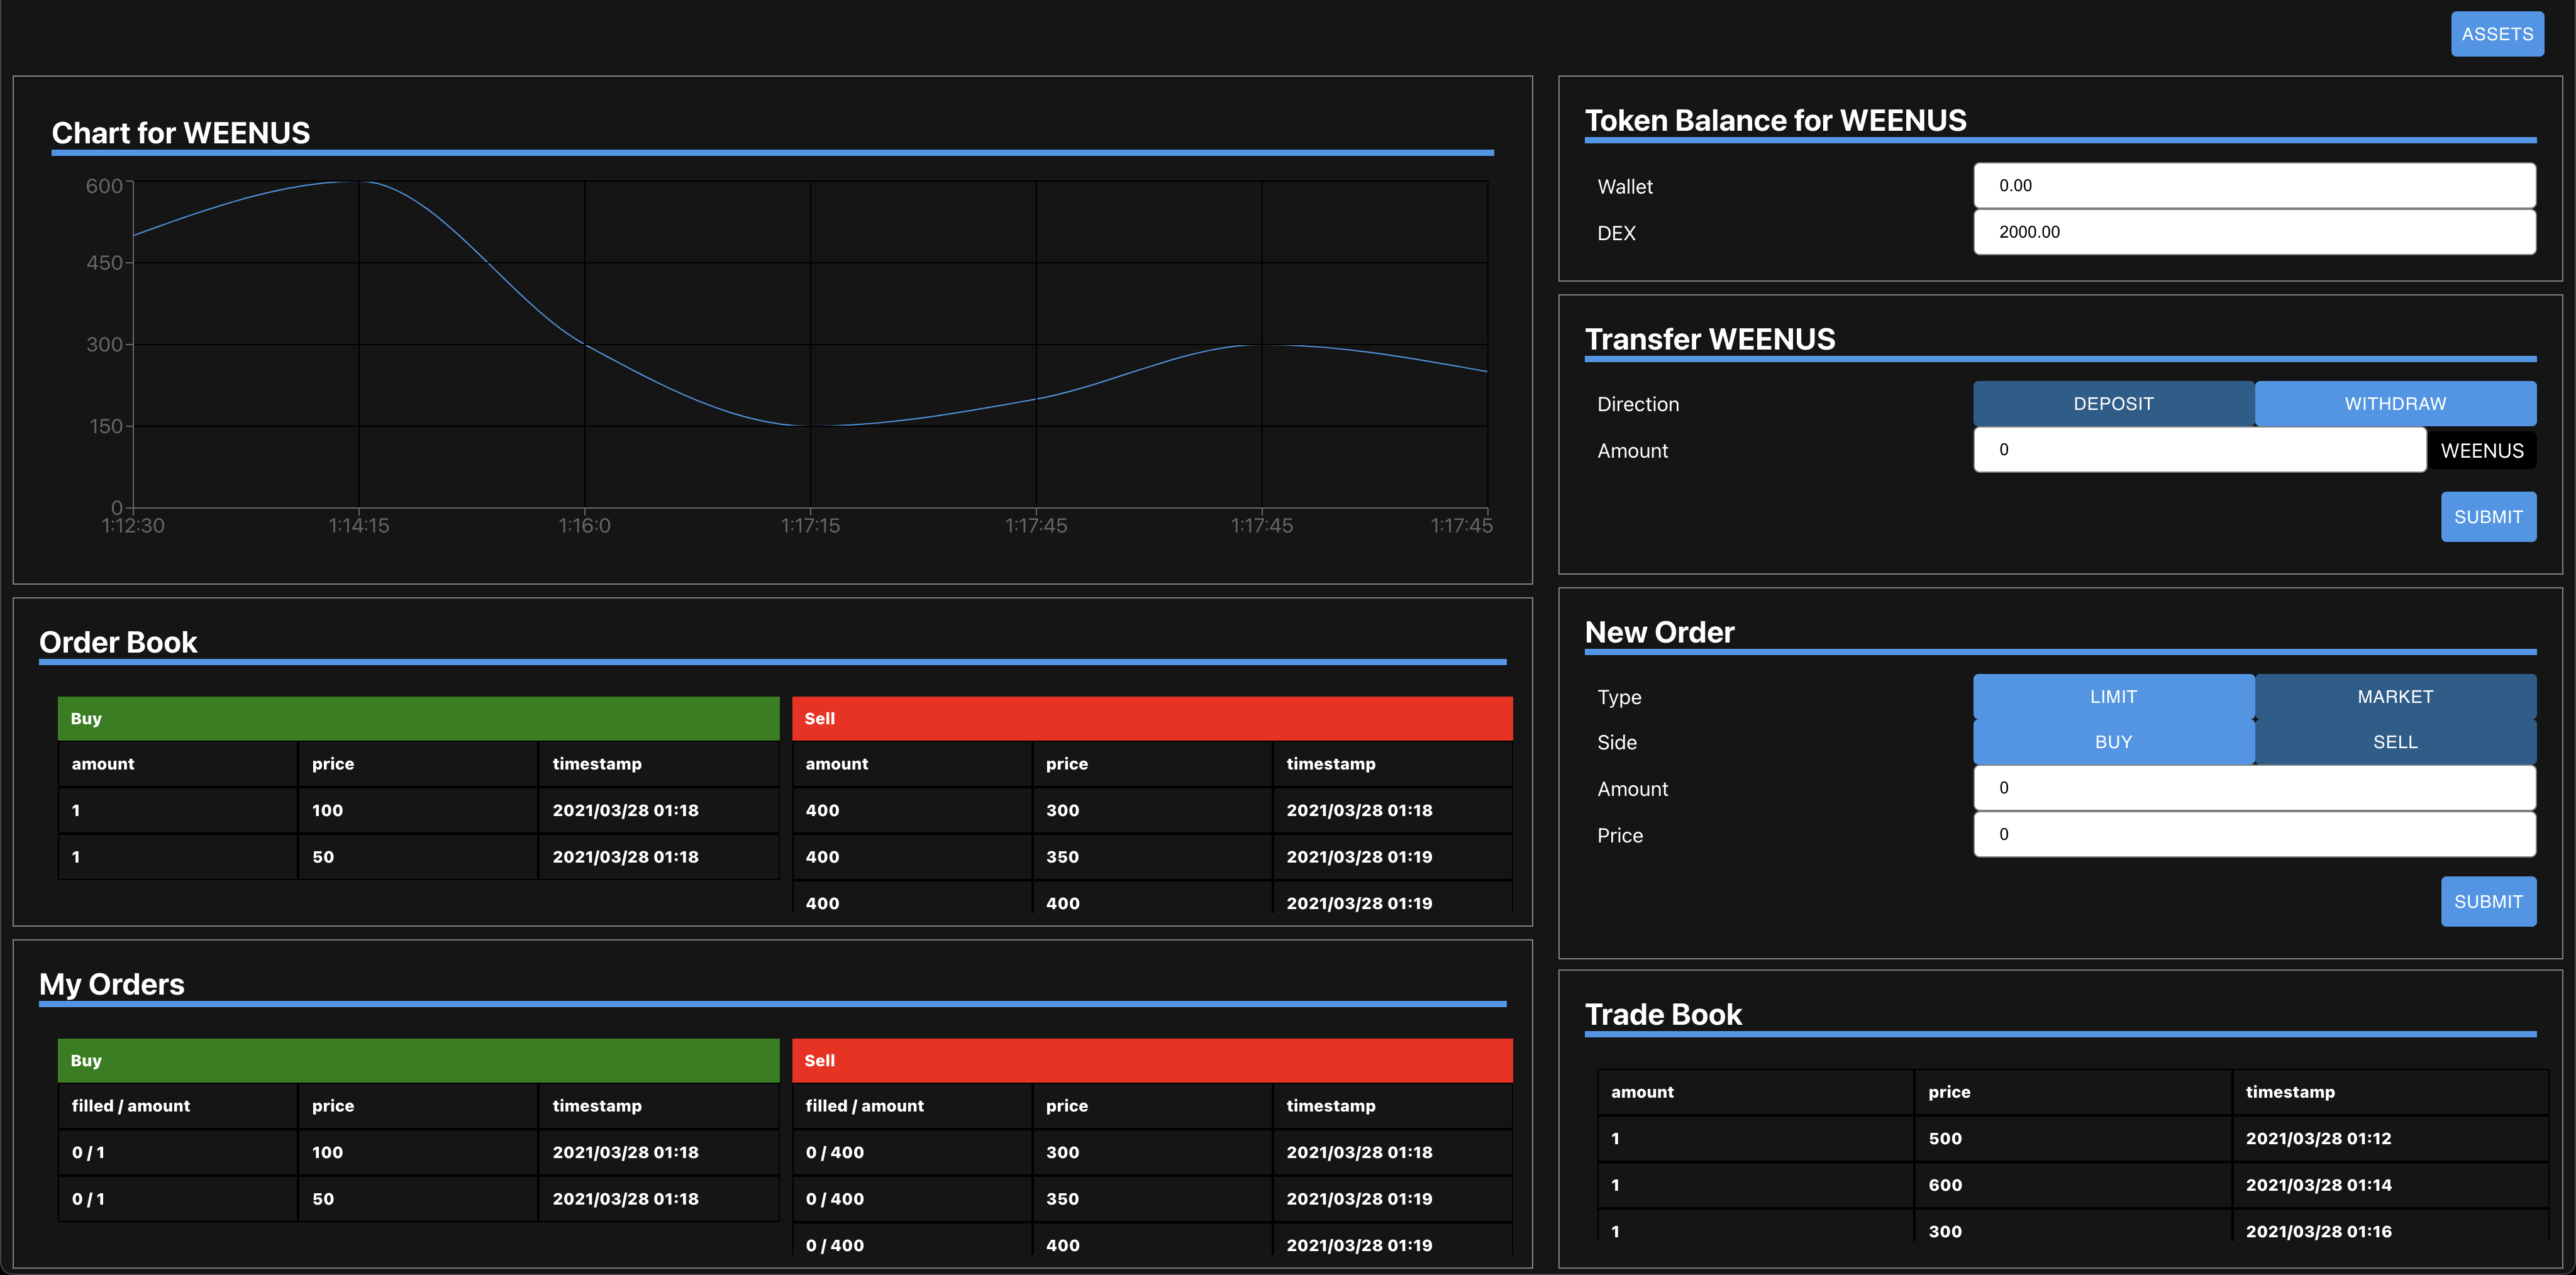 ASSETS
Chart for WEENUS
600
450
300
150
0
1:12:30 1:14:15 1:16:0 1:17:15 1:17:45 1:17:45 1:17:45
Order Book
Buy
amount price timestamp
1 100 2021/03/28 01:18
1 50 2021/03/28 01:18
Sell
amount price timestamp
400 300 2021/03/28 01:18
400 350 2021/03/28 01:19
400 400 2021/03/28 01:19
My Orders
Buy
filled / amount price timestamp
0 / 1 100 2021/03/28 01:18
0 / 1 50 2021/03/28 01:18
Sell
filled / amount price timestamp
0 / 400 300 2021/03/28 01:18
0 / 400 350 2021/03/28 01:19
0 / 400 400 2021/03/28 01:19
Token Balance for WEENUS
Wallet 0.00
DEX 2000.00
Transfer WEENUS
Direction DEPOSIT WITHDRAW
Amount 0 WEENUS
SUBMIT
New Order
Type LIMIT MARKET
Side BUY SELL
Amount 0
Price 0
SUBMIT
Trade Book
amount price timestamp
1 500 2021/03/28 01:12
1 600 2021/03/28 01:14
1 300 2021/03/28 01:16